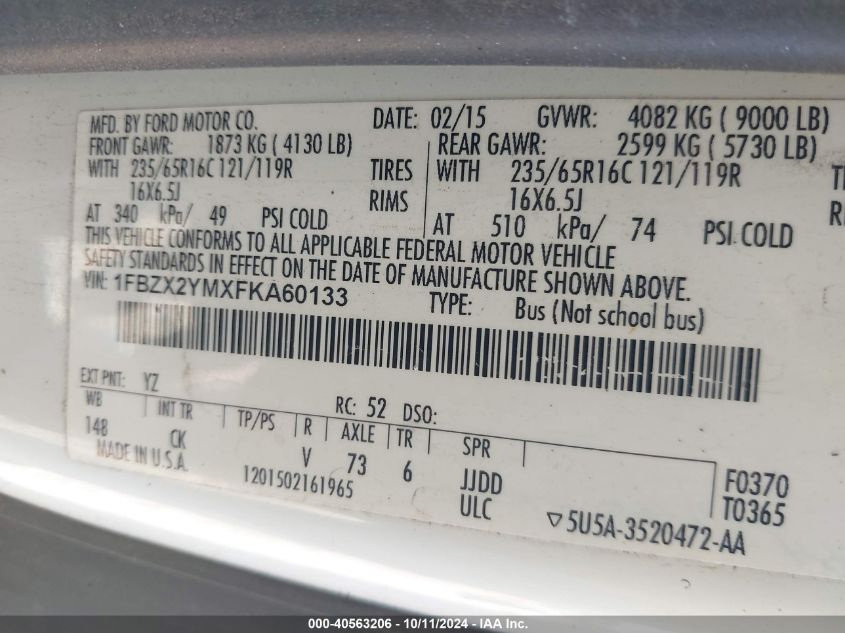 MFD. BY FORD MOTOR CO. DATE: 02/15 GVWR: 4082 KG ( 9000 LB)
FRONT GAWR: 1873 KG ( 4130 LB) REAR GAWR: 2599 KG ( 5730 LB)
WITH 235/65R16C 121/119R TIRES WITH 235/65R16C 121/119R
16X6.5J RIMS 16X6.5J
AT 340 kPa/ 49 PSI COLD AT 510 kPa/ 74 PSI COLD
THIS VEHICLE CONFORMS TO ALL APPLICABLE FEDERAL MOTOR VEHICLE
SAFETY STANDARDS IN EFFECT ON THE DATE OF MANUFACTURE SHOWN ABOVE.
VIN: 1FBZX2YMXFKA60133 TYPE: Bus (Not school bus)
EXT PNT: YZ RC: 52 DSO:
WB INT TR TP/PS R AXLE TR SPR
148 CK V 73 6 JJDD F0370
MADE IN U.S.A. 1201502161965 ULC T0365
5U5A-3520472-AA
000-40563206 - 10/11/2024 - IAA Inc.